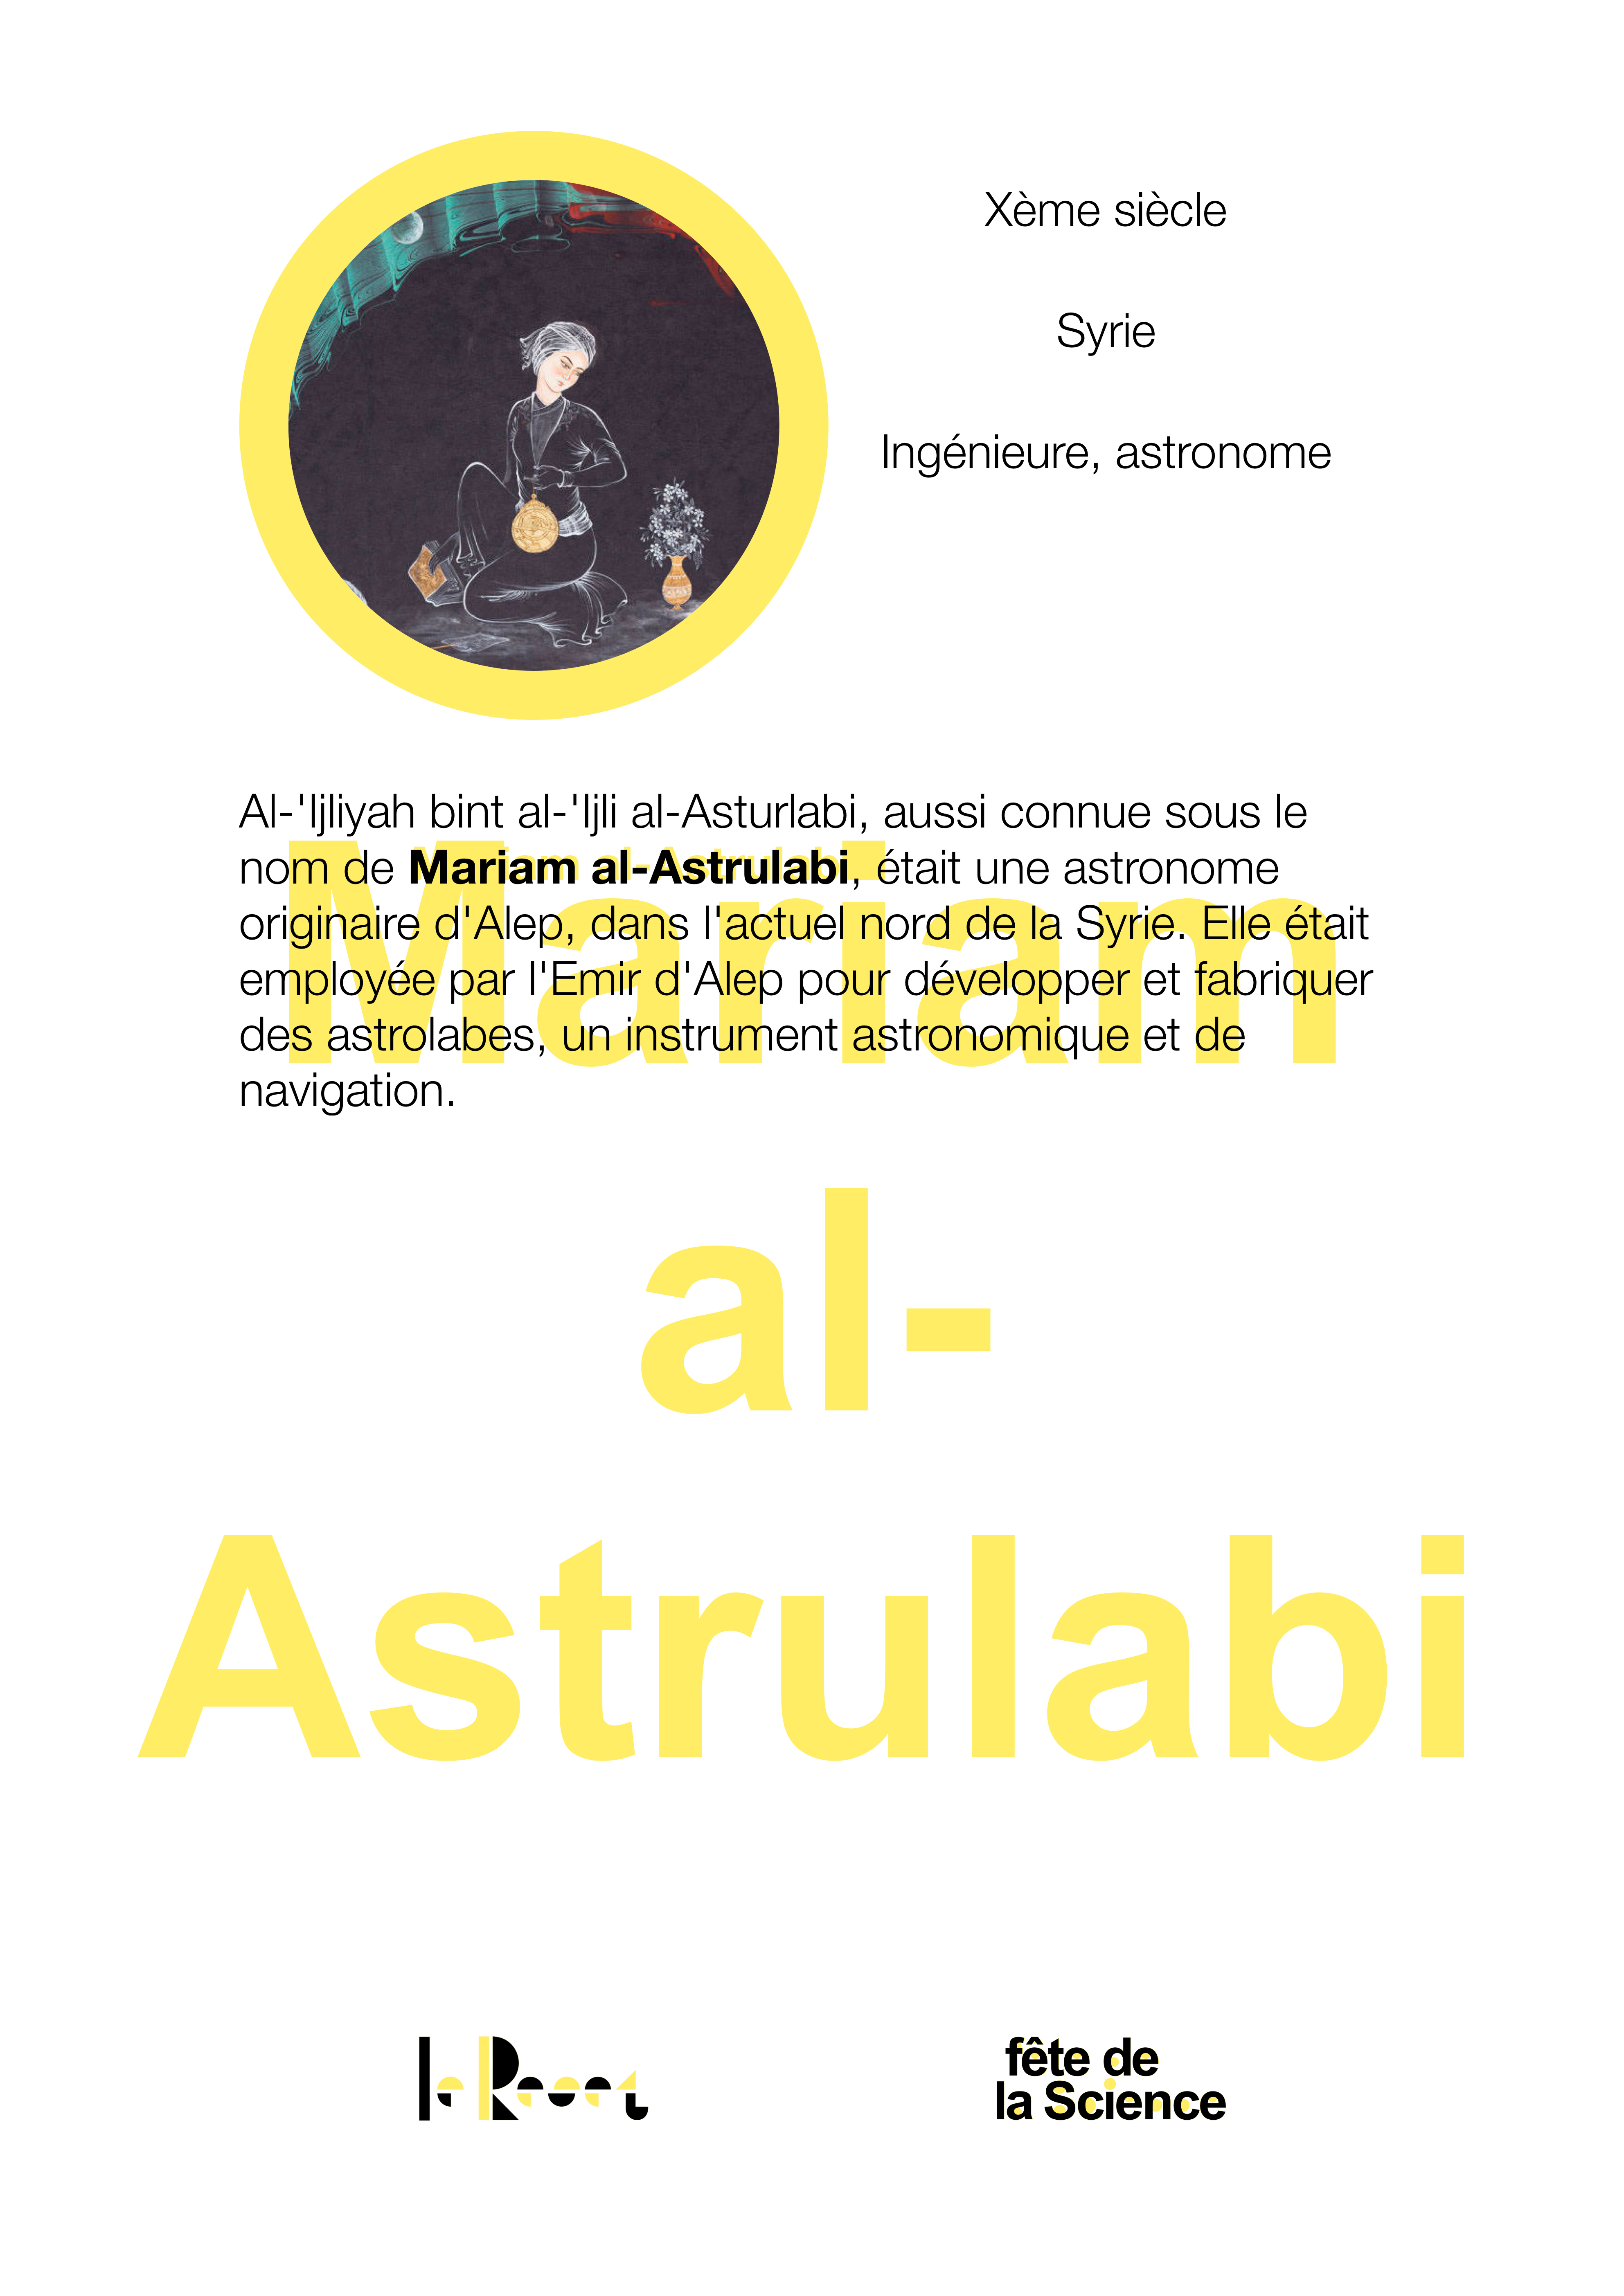 Xème siècle
Syrie
Ingénieure, astronome
Al-'Ijliyah bint al-'Ijli al-Asturlabi, aussi connue sous le
nom de Mariam al-Astrulabi, était une astronome
originaire d'Alep, dans l'actuel nord de la Syrie. Elle était
employée par l'Emir d'Alep pour développer et fabriquer
des astrolabes, un instrument astronomique et de
navigation.
Mariam
al-
Astrulabi
le Reset
fête de
la Science